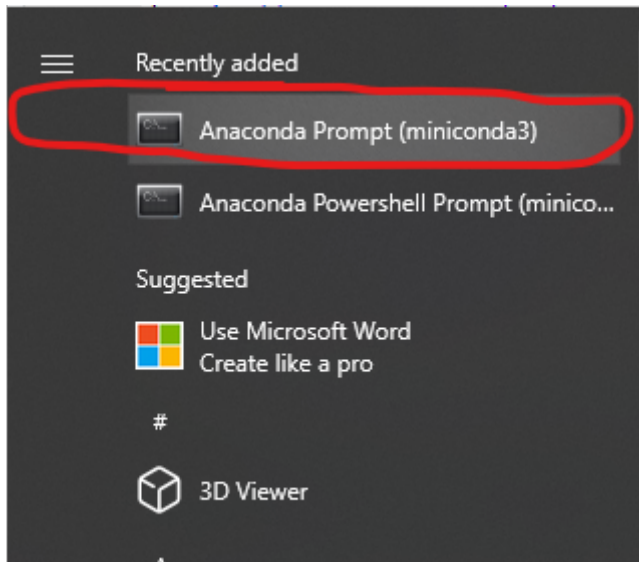 Recently added
Anaconda Prompt (miniconda3)
Anaconda Powershell Prompt (minico...
Suggested
Use Microsoft Word
Create like a pro
#
3D Viewer